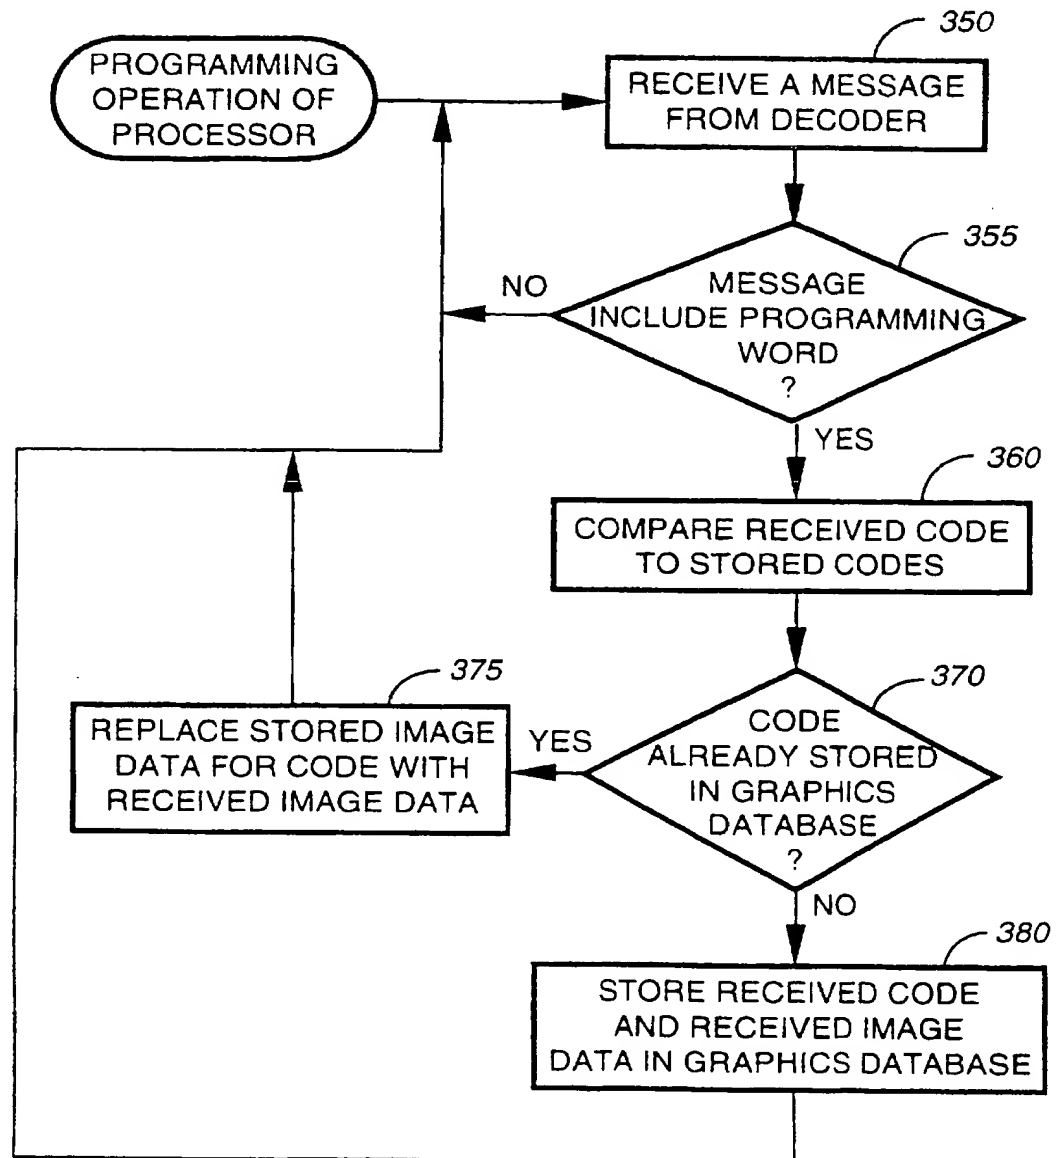 350
PROGRAMMING
OPERATION OF
PROCESSOR
RECEIVE A MESSAGE
FROM DECODER
355
NO
MESSAGE
INCLUDE PROGRAMMING
WORD
?
YES
360
COMPARE RECEIVED CODE
TO STORED CODES
375
370
REPLACE STORED IMAGE
DATA FOR CODE WITH
RECEIVED IMAGE DATA
YES
CODE
ALREADY STORED
IN GRAPHICS
DATABASE
?
NO
380
STORE RECEIVED CODE
AND RECEIVED IMAGE
DATA IN GRAPHICS DATABASE